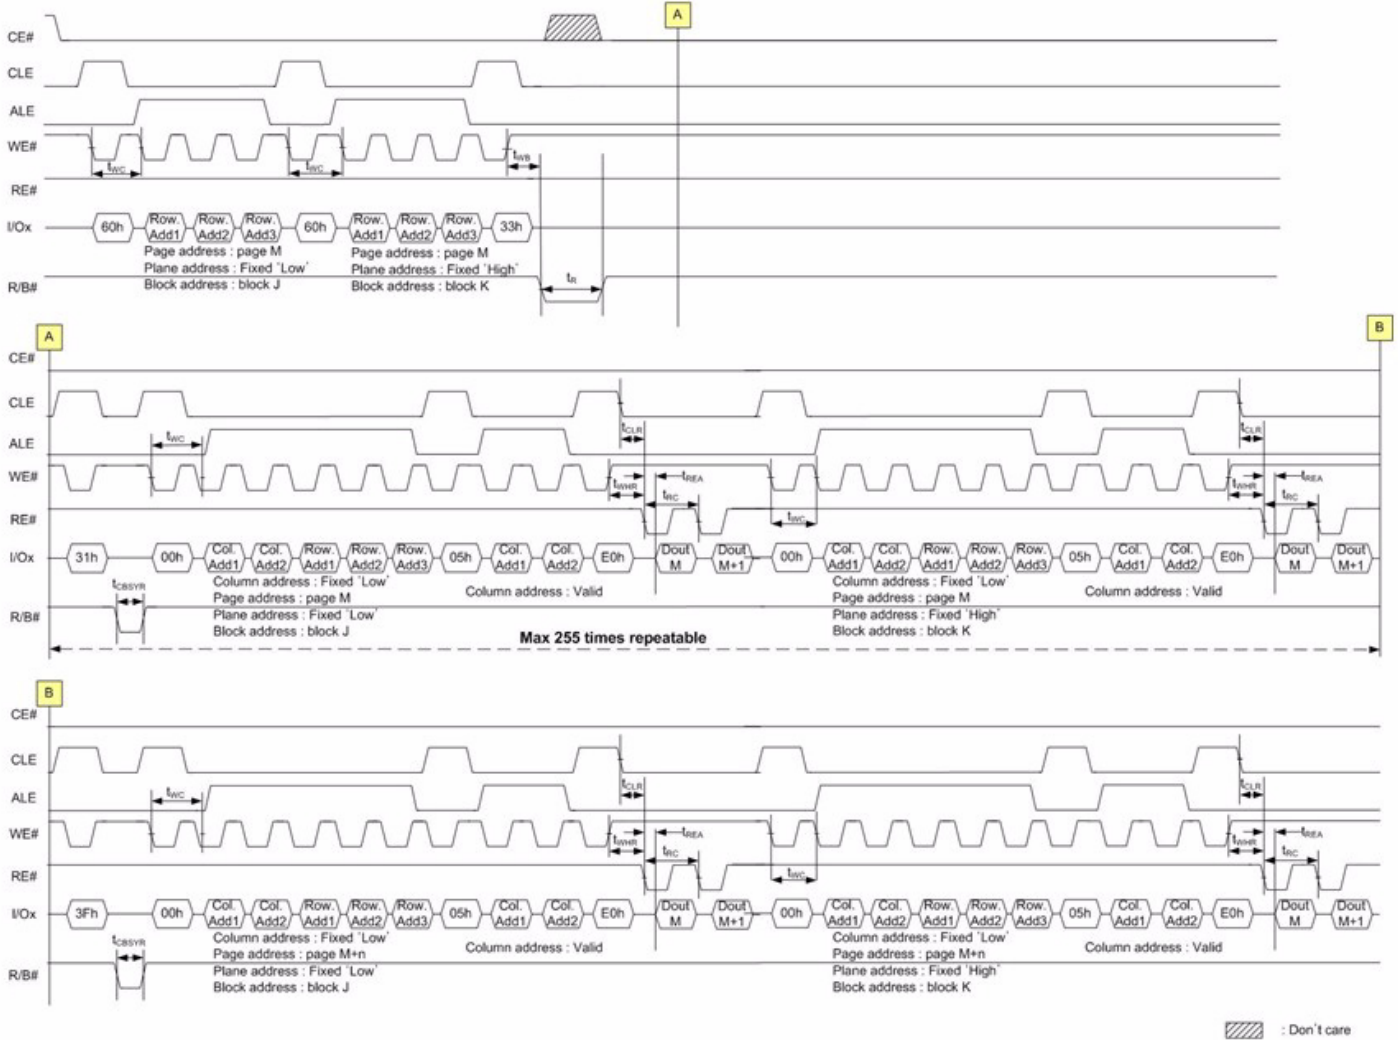 A
CE#
CLE
ALE
WE#
tWC
tWC
tWB
RE#
I/Ox
60h
Row. Add1
Row. Add2
Row. Add3
60h
Row. Add1
Row. Add2
Row. Add3
33h
Page address : page M
Plane address : Fixed `Low`
Block address : block J
Page address : page M
Plane address : Fixed `High`
Block address : block K
R/B#
tR
A
B
CE#
CLE
tCLR
tCLR
ALE
tWC
WE#
tWHR
tREA
tRC
tWC
tWHR
tREA
tRC
RE#
I/Ox
31h
00h
Col. Add1
Col. Add2
Row. Add1
Row. Add2
Row. Add3
05h
Col. Add1
Col. Add2
E0h
Dout M
Dout M+1
00h
Col. Add1
Col. Add2
Row. Add1
Row. Add2
Row. Add3
05h
Col. Add1
Col. Add2
E0h
Dout M
Dout M+1
tCBSYR
Column address : Fixed `Low`
Page address : page M
Plane address : Fixed `Low`
Block address : block J
Column address : Valid
Column address : Fixed `Low`
Page address : page M
Plane address : Fixed `High`
Block address : block K
Column address : Valid
R/B#
Max 255 times repeatable
B
CE#
CLE
tCLR
tCLR
ALE
tWC
WE#
tWHR
tREA
tRC
tWC
tWHR
tREA
tRC
RE#
I/Ox
3Fh
00h
Col. Add1
Col. Add2
Row. Add1
Row. Add2
Row. Add3
05h
Col. Add1
Col. Add2
E0h
Dout M
Dout M+1
00h
Col. Add1
Col. Add2
Row. Add1
Row. Add2
Row. Add3
05h
Col. Add1
Col. Add2
E0h
Dout M
Dout M+1
tCBSYR
Column address : Fixed `Low`
Page address : page M+n
Plane address : Fixed `Low`
Block address : block J
Column address : Valid
Column address : Fixed `Low`
Page address : page M+n
Plane address : Fixed `High`
Block address : block K
Column address : Valid
R/B#
: Don`t care